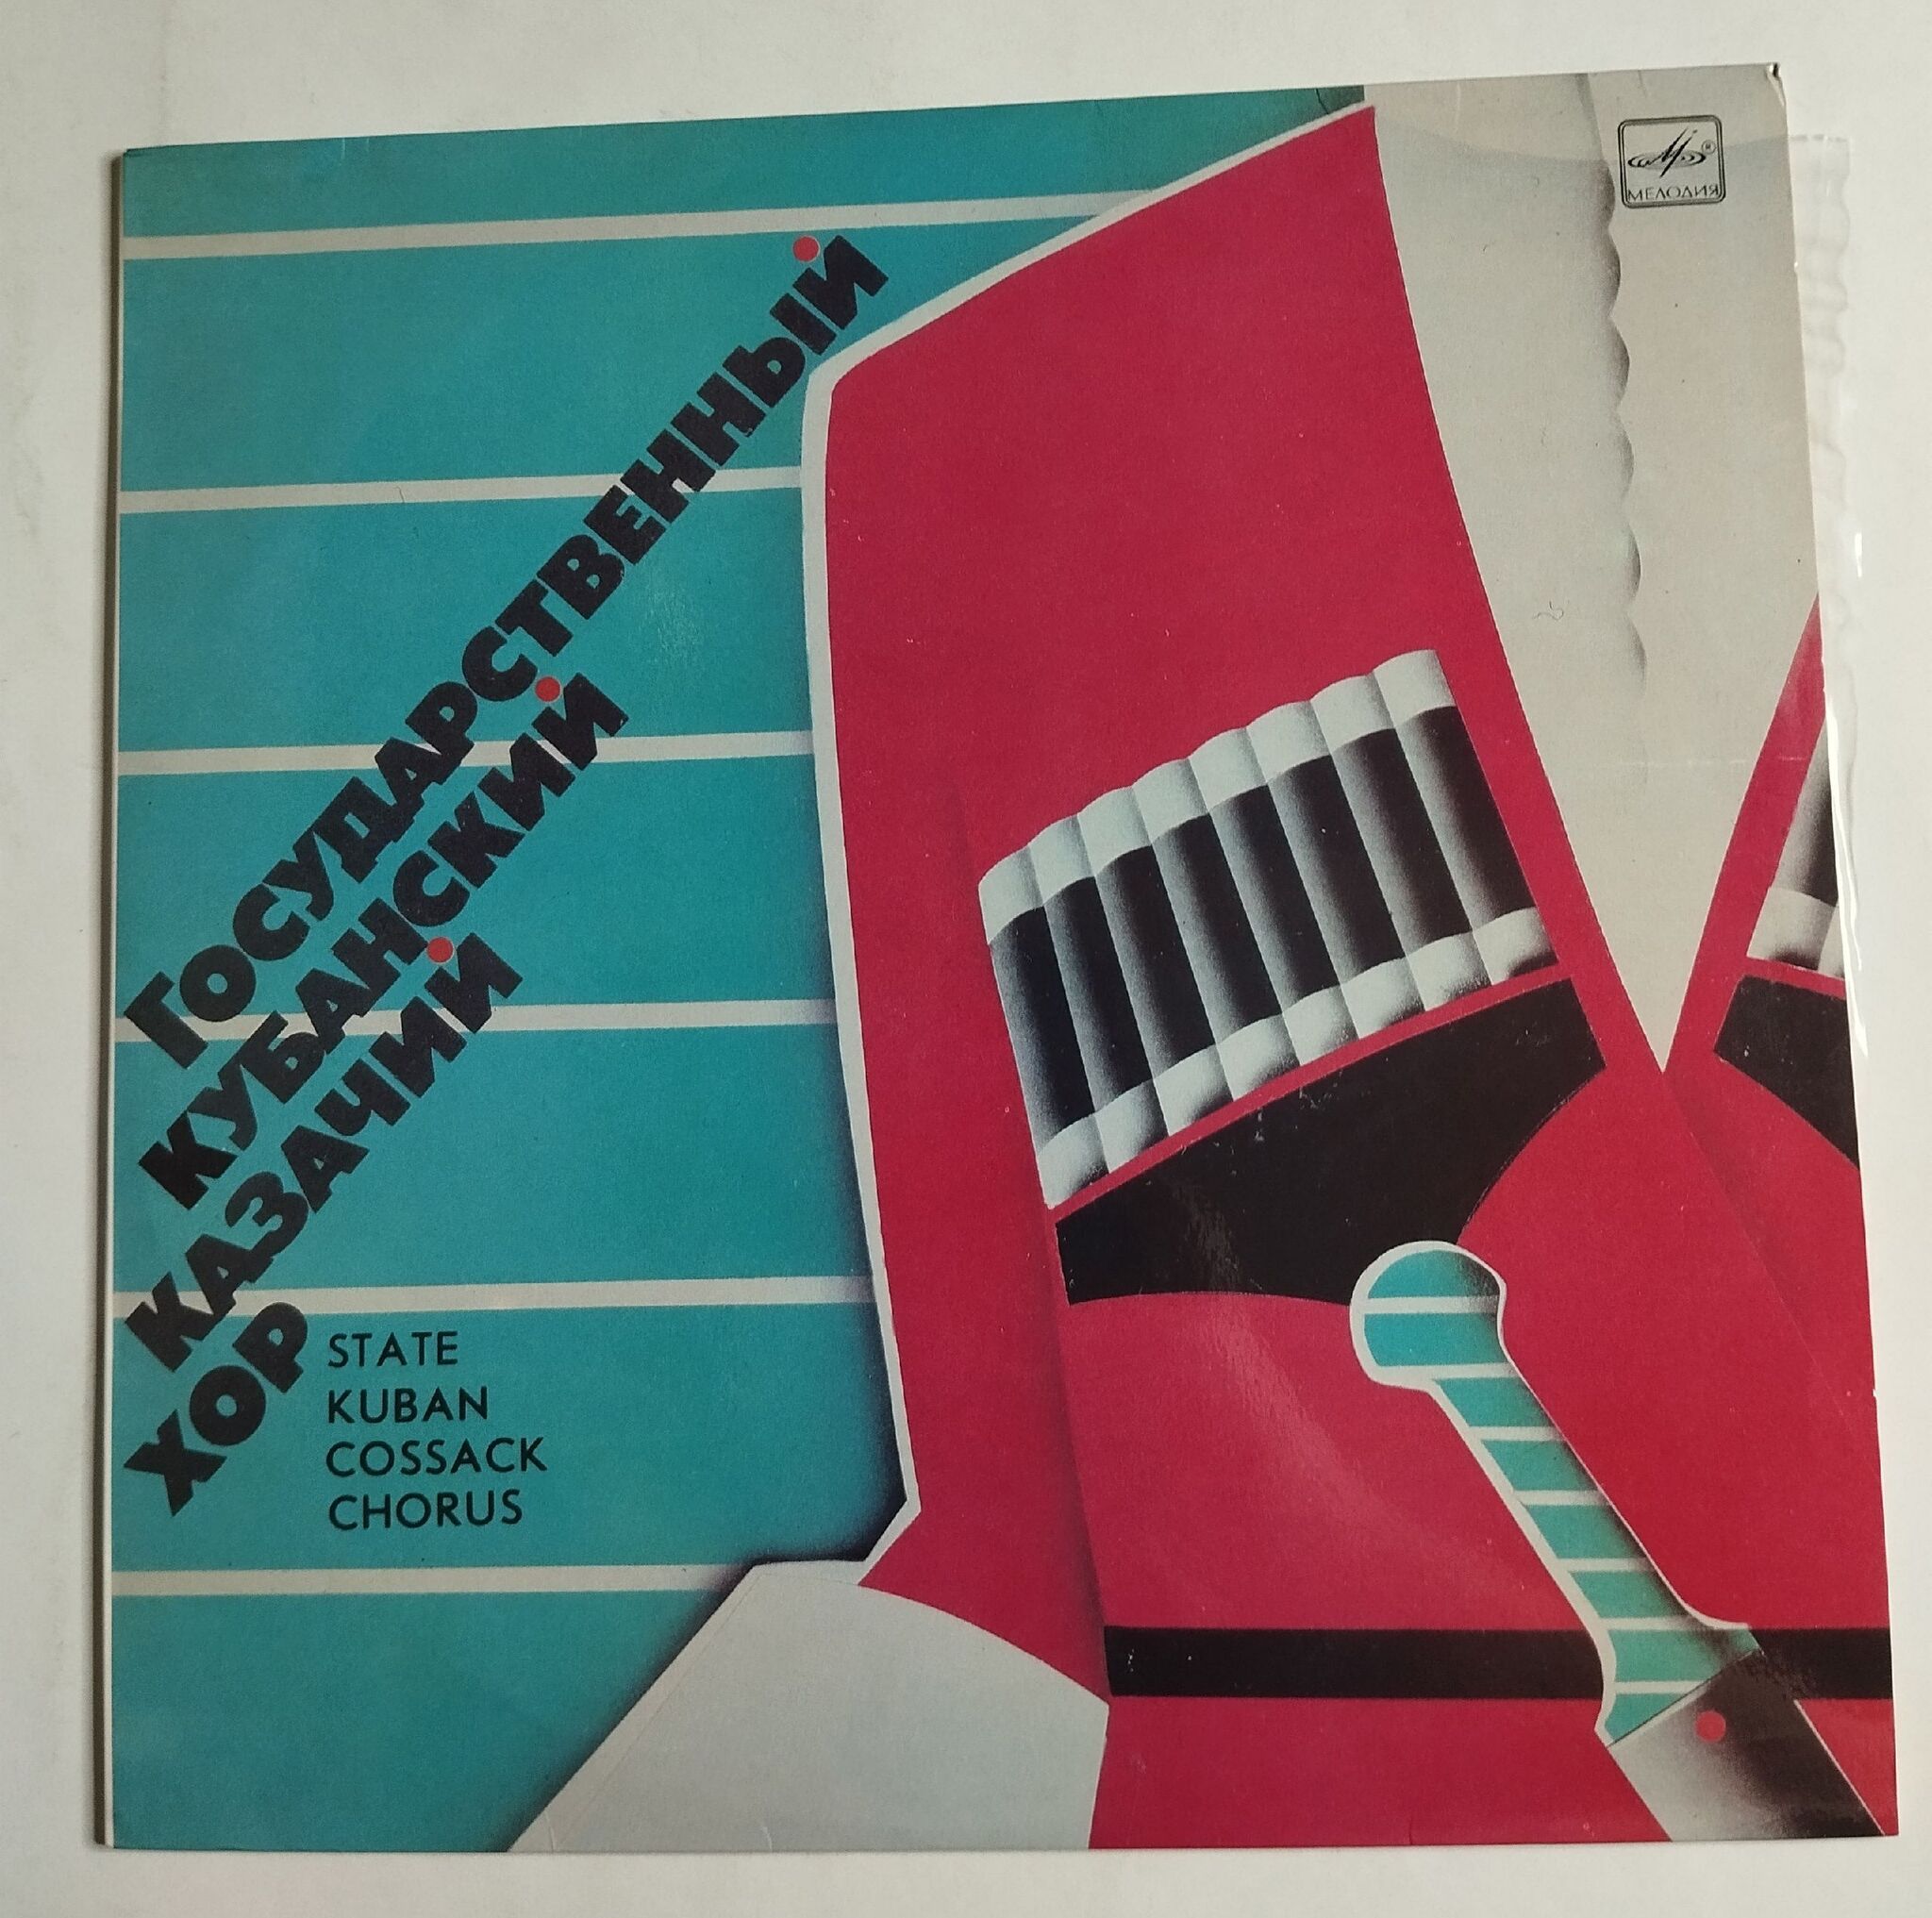 МЕЛОДИЯ
Государственный
кубанский
казачий
хор
STATE
KUBAN
COSSACK
CHORUS